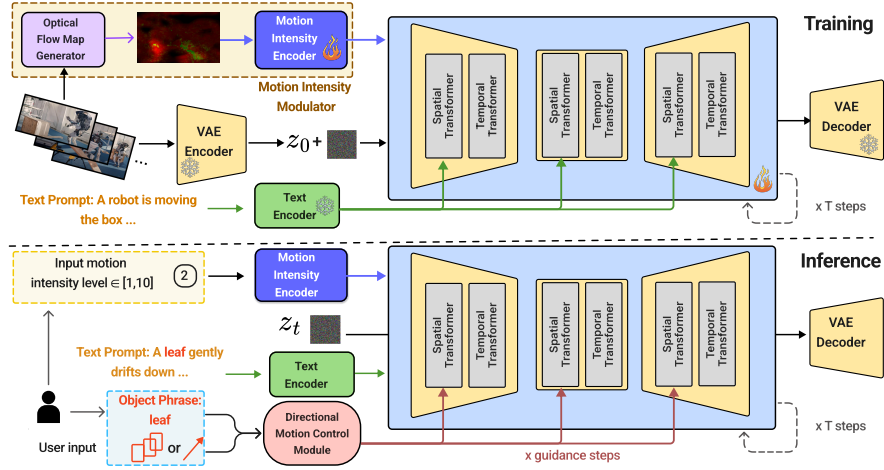 Training
Optical
Flow Map
Generator
Motion
Intensity
Encoder
Motion Intensity
Modulator
VAE
Encoder
...
z0 +
Spatial
Transformer
Temporal
Transformer
Spatial
Transformer
Temporal
Transformer
Spatial
Transformer
Temporal
Transformer
VAE
Decoder
Text Prompt: A robot is moving
the box ...
Text
Encoder
x T steps
Inference
Input motion
intensity level ∈ [1,10]
2
Motion
Intensity
Encoder
zt
Spatial
Transformer
Temporal
Transformer
Spatial
Transformer
Temporal
Transformer
Spatial
Transformer
Temporal
Transformer
VAE
Decoder
Text Prompt: A leaf gently
drifts down ...
Text
Encoder
User input
Object Phrase:
leaf
or
Directional
Motion Control
Module
x guidance steps
x T steps